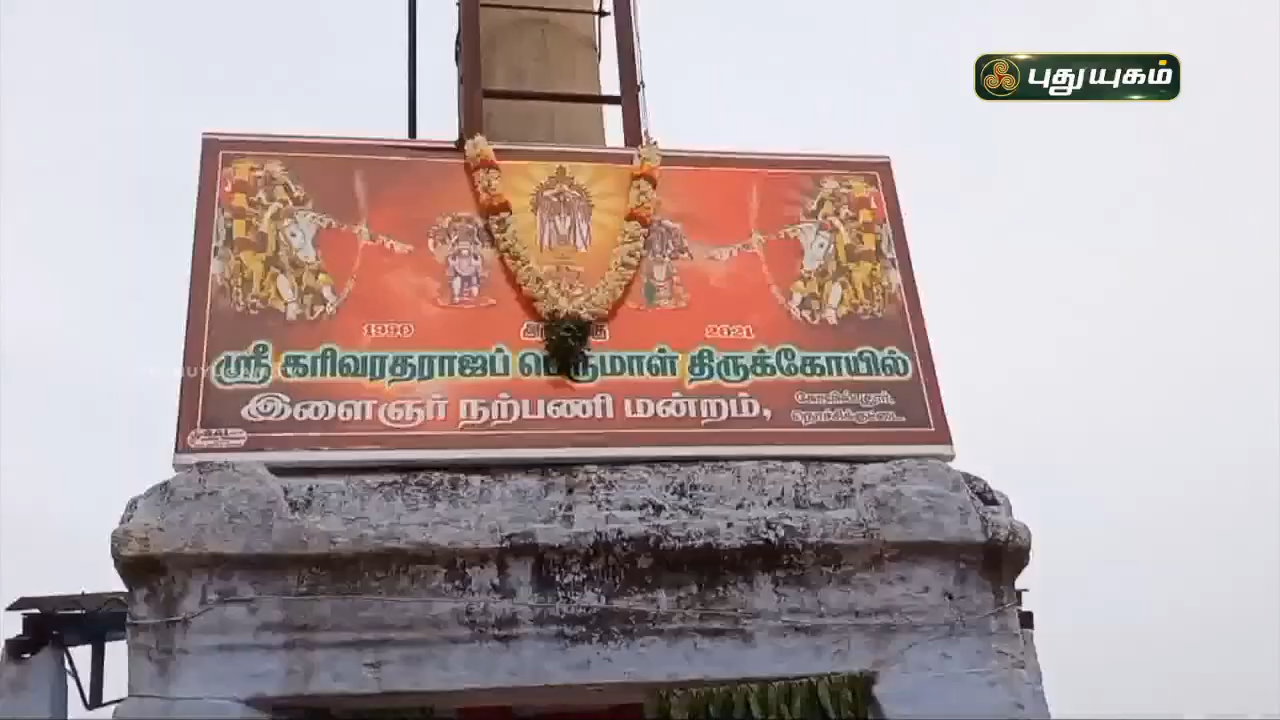 புதுயுகம்
1990 2021
ஸ்ரீ கரிவரதராஜப் பெருமாள் திருக்கோயில்
இளைஞர் நற்பணி மன்றம்,